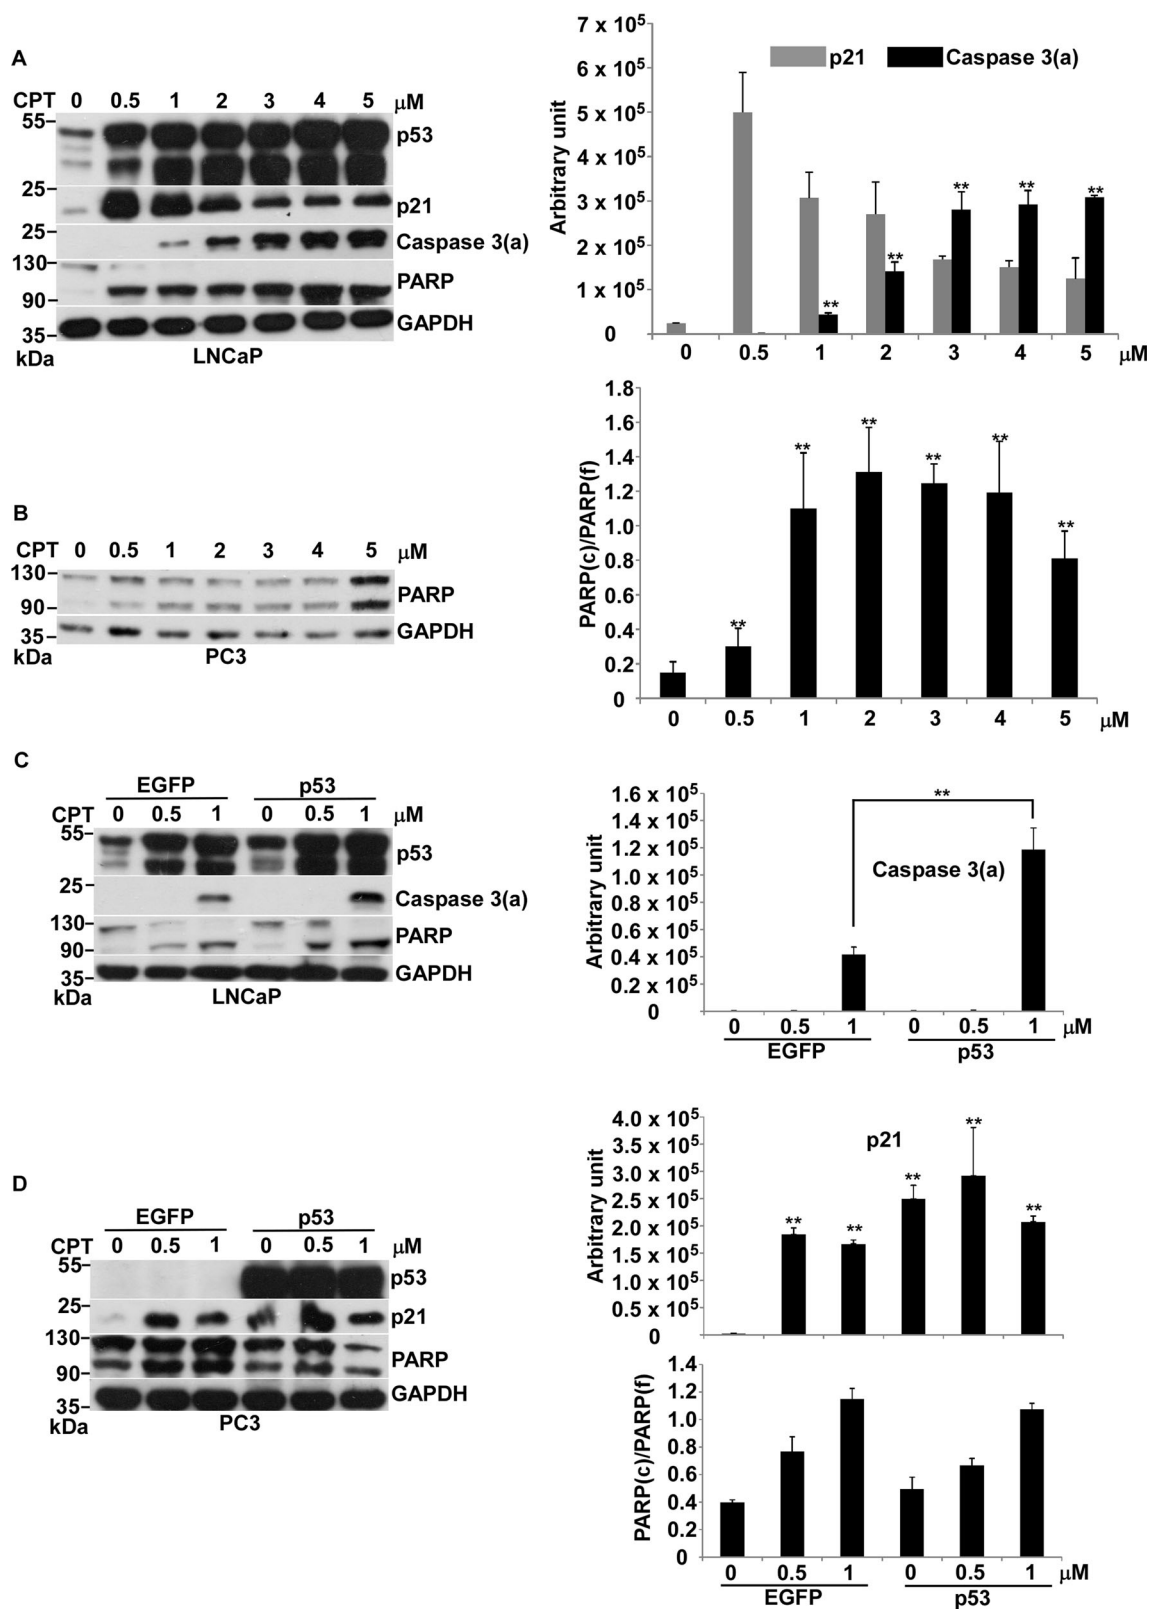 A
CPT 0 0.5 1 2 3 4 5 μM
55
p53
25
p21
25
Caspase 3(a)
130
PARP
90
GAPDH
35
kDa
LNCaP
7 x 10⁵
6 x 10⁵
5 x 10⁵
4 x 10⁵
3 x 10⁵
2 x 10⁵
1 x 10⁵
0
Arbitrary unit
p21 Caspase 3(a)
** ** ** ** **
0 0.5 1 2 3 4 5 μM
B
CPT 0 0.5 1 2 3 4 5 μM
130
PARP
90
GAPDH
35
kDa
PC3
1.8
1.6
1.4
1.2
1.0
0.8
0.6
0.4
0.2
0
PARP(c)/PARP(f)
** ** ** ** ** **
0 0.5 1 2 3 4 5 μM
C
EGFP p53
CPT 0 0.5 1 0 0.5 1 μM
55
p53
25
Caspase 3(a)
130
PARP
90
GAPDH
35
kDa
LNCaP
1.6 x 10⁵
1.4 x 10⁵
1.2 x 10⁵
1.0 x 10⁵
0.8 x 10⁵
0.6 x 10⁵
0.4 x 10⁵
0.2 x 10⁵
0
Arbitrary unit
**
Caspase 3(a)
0 0.5 1 0 0.5 1 μM
EGFP p53
D
EGFP p53
CPT 0 0.5 1 0 0.5 1 μM
55
p53
25
p21
130
PARP
90
GAPDH
35
kDa
PC3
4.0 x 10⁵
3.5 x 10⁵
3.0 x 10⁵
2.5 x 10⁵
2.0 x 10⁵
1.5 x 10⁵
1.0 x 10⁵
0.5 x 10⁵
0
Arbitrary unit
p21
** ** ** ** **
1.4
1.2
1.0
0.8
0.6
0.4
0.2
0
PARP(c)/PARP(f)
0 0.5 1 0 0.5 1 μM
EGFP p53